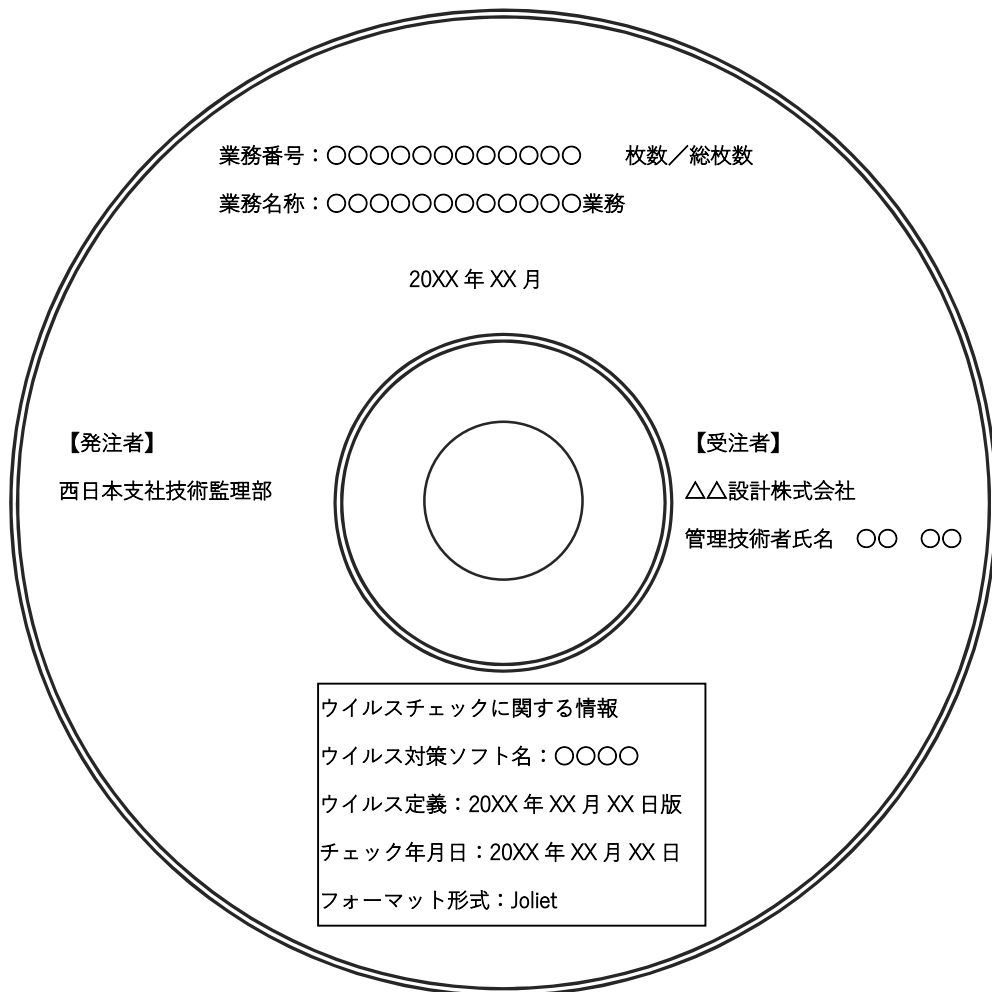 業務番号：○○○○○○○○○○○○　　枚数／総枚数
業務名称：○○○○○○○○○○○○業務
20XX 年 XX 月
【発注者】
西日本支社技術監理部
【受注者】
△△設計株式会社
管理技術者氏名　○○　○○
ウイルスチェックに関する情報
ウイルス対策ソフト名：○○○○
ウイルス定義：20XX 年 XX 月 XX 日版
チェック年月日：20XX 年 XX 月 XX 日
フォーマット形式：Joliet